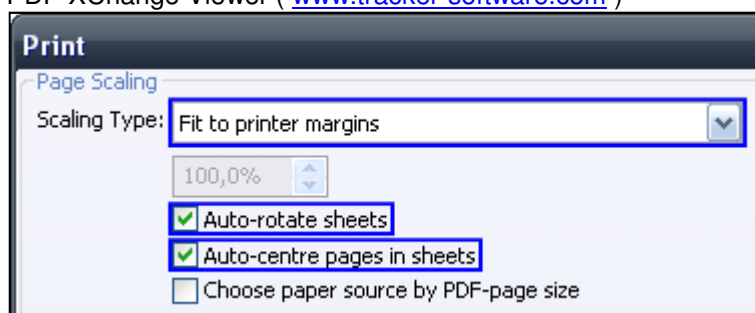 PDF-XChange Viewer ( www.tracker-software.com )
Print
Page Scaling
Scaling Type: Fit to printer margins
100,0%
Auto-rotate sheets
Auto-centre pages in sheets
Choose paper source by PDF-page size